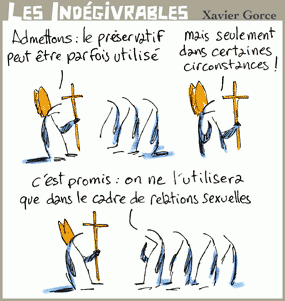 LES INDÉGIVRABLES
Xavier Gorce
Admettons : le préservatif
peut être parfois utilisé
mais seulement
dans certaines
circonstances !
c'est promis : on ne l'utilisera
que dans le cadre de relations sexuelles